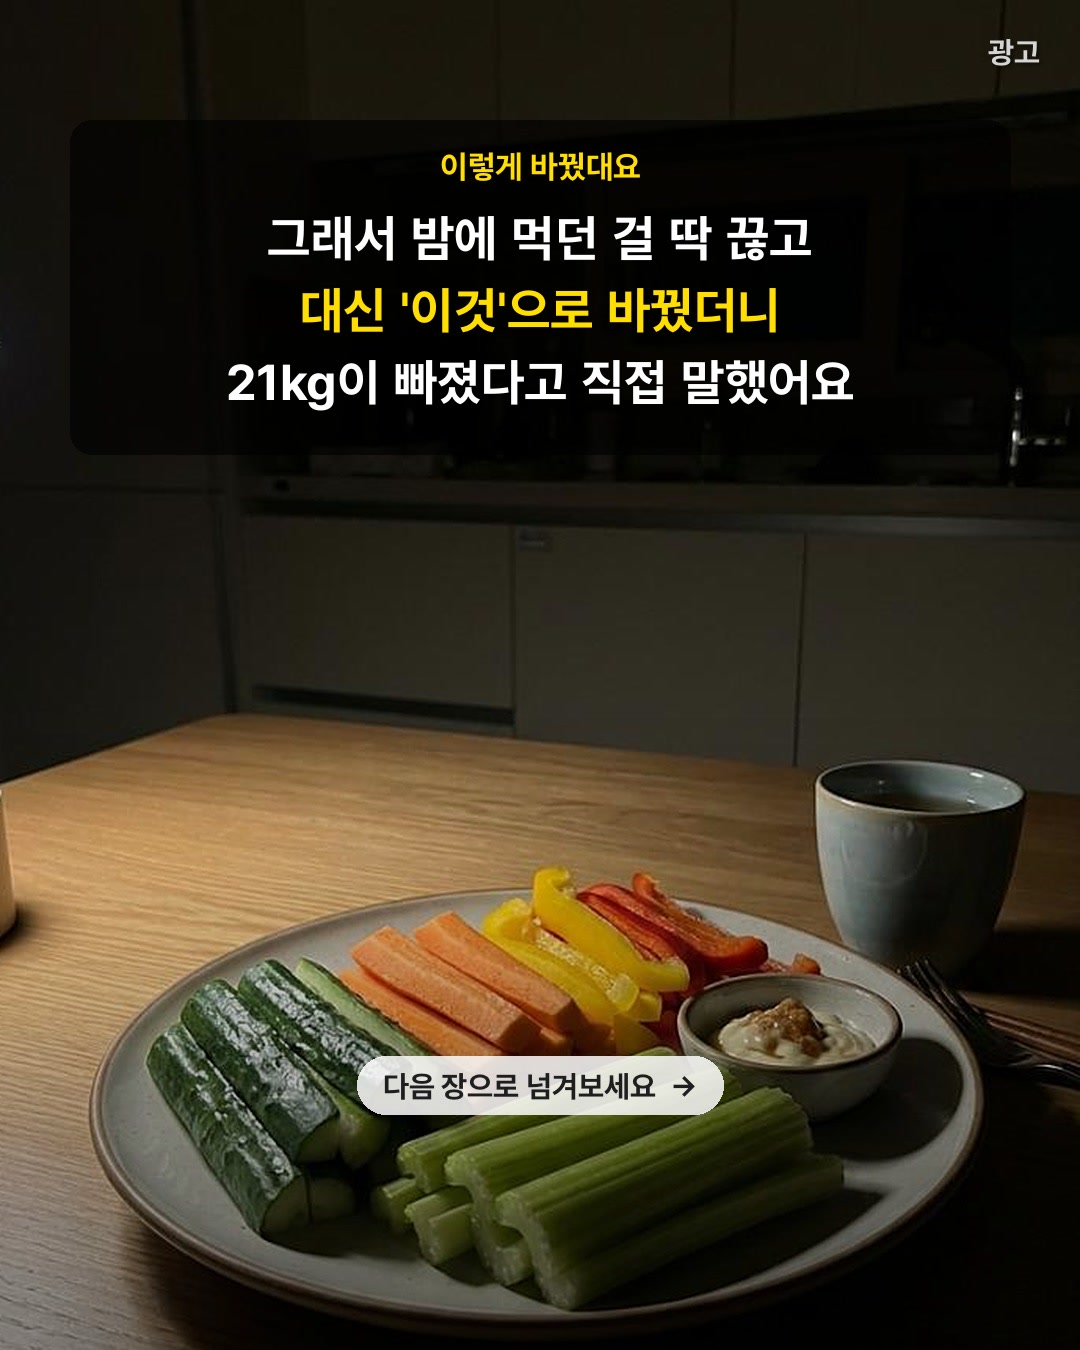 광고
이렇게 바꿨대요
그래서 밤에 먹던 걸 딱 끊고
대신 '이것'으로 바꿨더니
21kg이 빠졌다고 직접 말했어요
다음 장으로 넘겨보세요 →